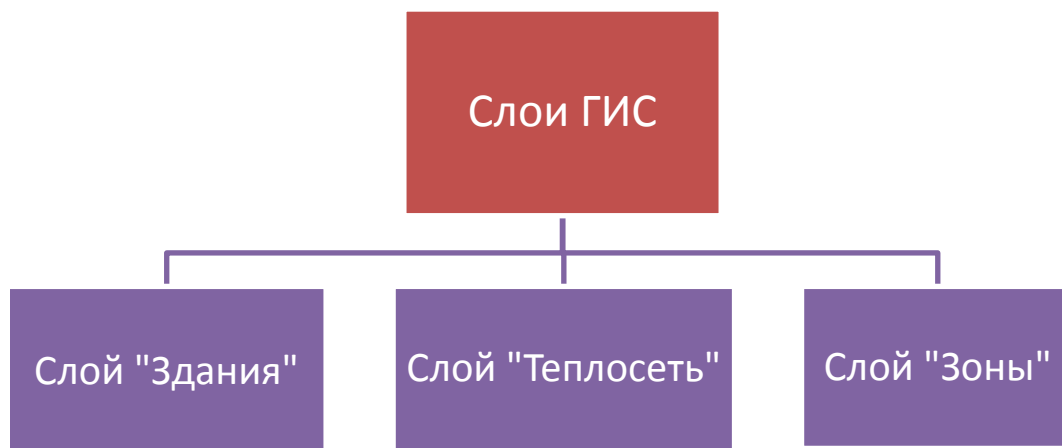 Слои ГИС
Слой "Здания"
Слой "Теплосеть"
Слой "Зоны"